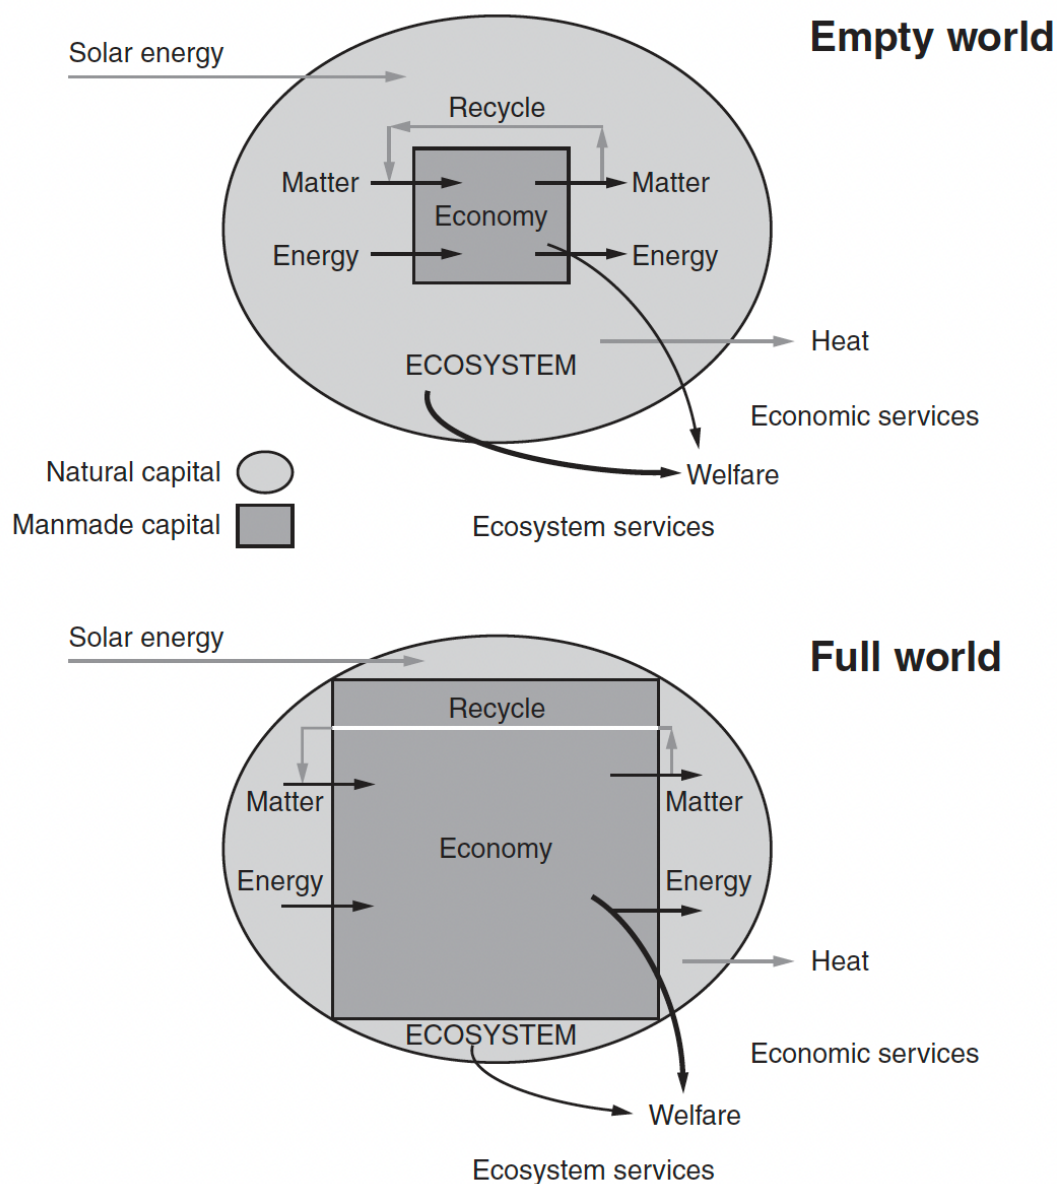 Empty world
Solar energy
Recycle
Matter
Matter
Economy
Energy
Energy
Heat
ECOSYSTEM
Economic services
Natural capital
Welfare
Manmade capital
Ecosystem services
Solar energy
Full world
Recycle
Matter
Matter
Economy
Energy
Energy
Heat
ECOSYSTEM
Economic services
Welfare
Ecosystem services